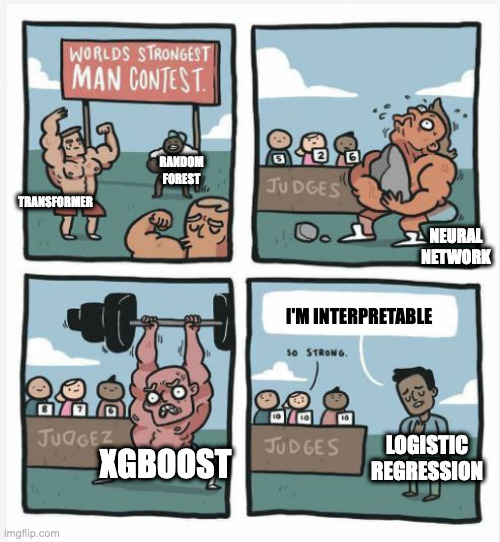 WORLDS STRONGEST
MAN CONTEST.
RANDOM
FOREST
TRANSFORMER
5 2 6
JUDGES
NEURAL
NETWORK
8 7 6
JUDGEZ
XGBOOST
I'M INTERPRETABLE
SO STRONG.
10 10 10
JUDGES
LOGISTIC
REGRESSION
imgflip.com